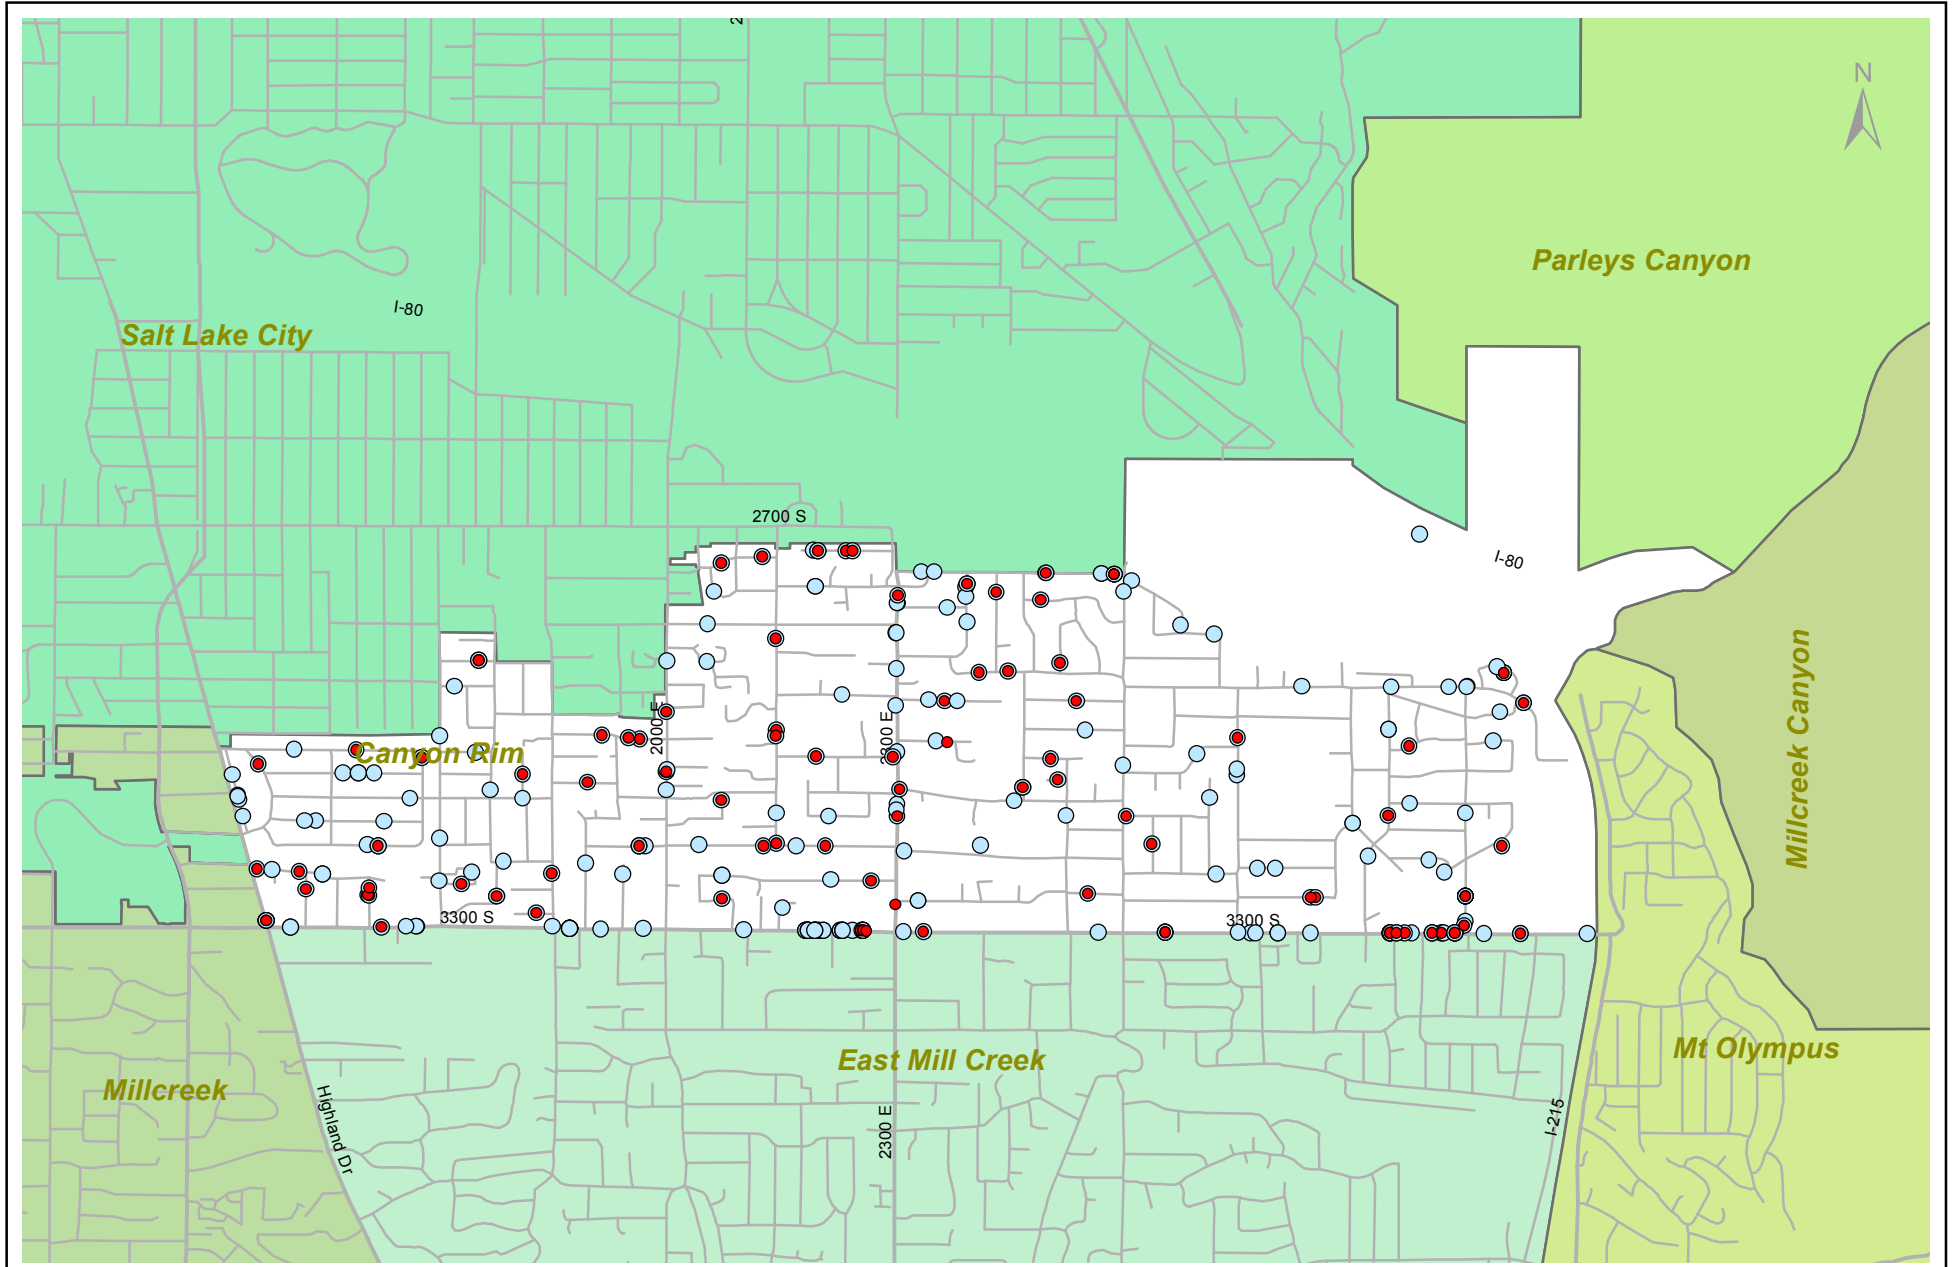 N
Parleys Canyon
I-80
Salt Lake City
2700 S
I-80
2000 E
2300 E
Canyon Rim
Millcreek Canyon
3300 S
3300 S
East Mill Creek
Mt Olympus
Millcreek
Highland Dr
2300 E
I-215